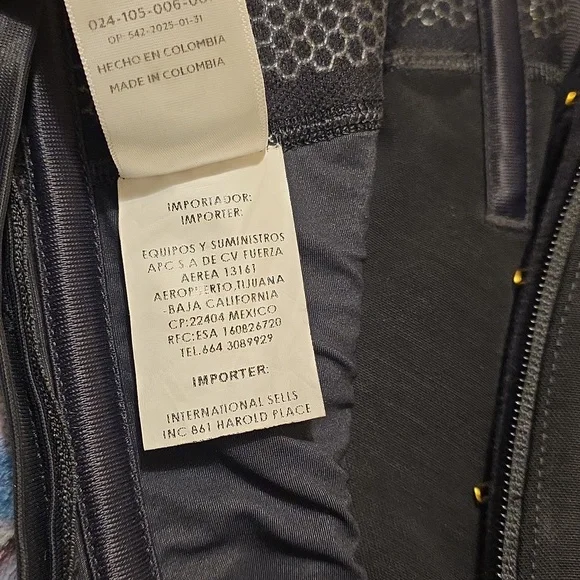 024-105-006-00
OP-542-2025-01-31
HECHO EN COLOMBIA
MADE IN COLOMBIA
IMPORTADOR:
IMPORTER:
EQUIPOS Y SUMINISTROS
APC S.A DE CV FUERZA
AEREA 13161
AEROPUERTO,TIJUANA
-BAJA CALIFORNIA
CP:22404 MEXICO
RFC:ESA 160826720
TEL.664 3089929
IMPORTER:
INTERNATIONAL SELLS
INC 861 HAROLD PLACE